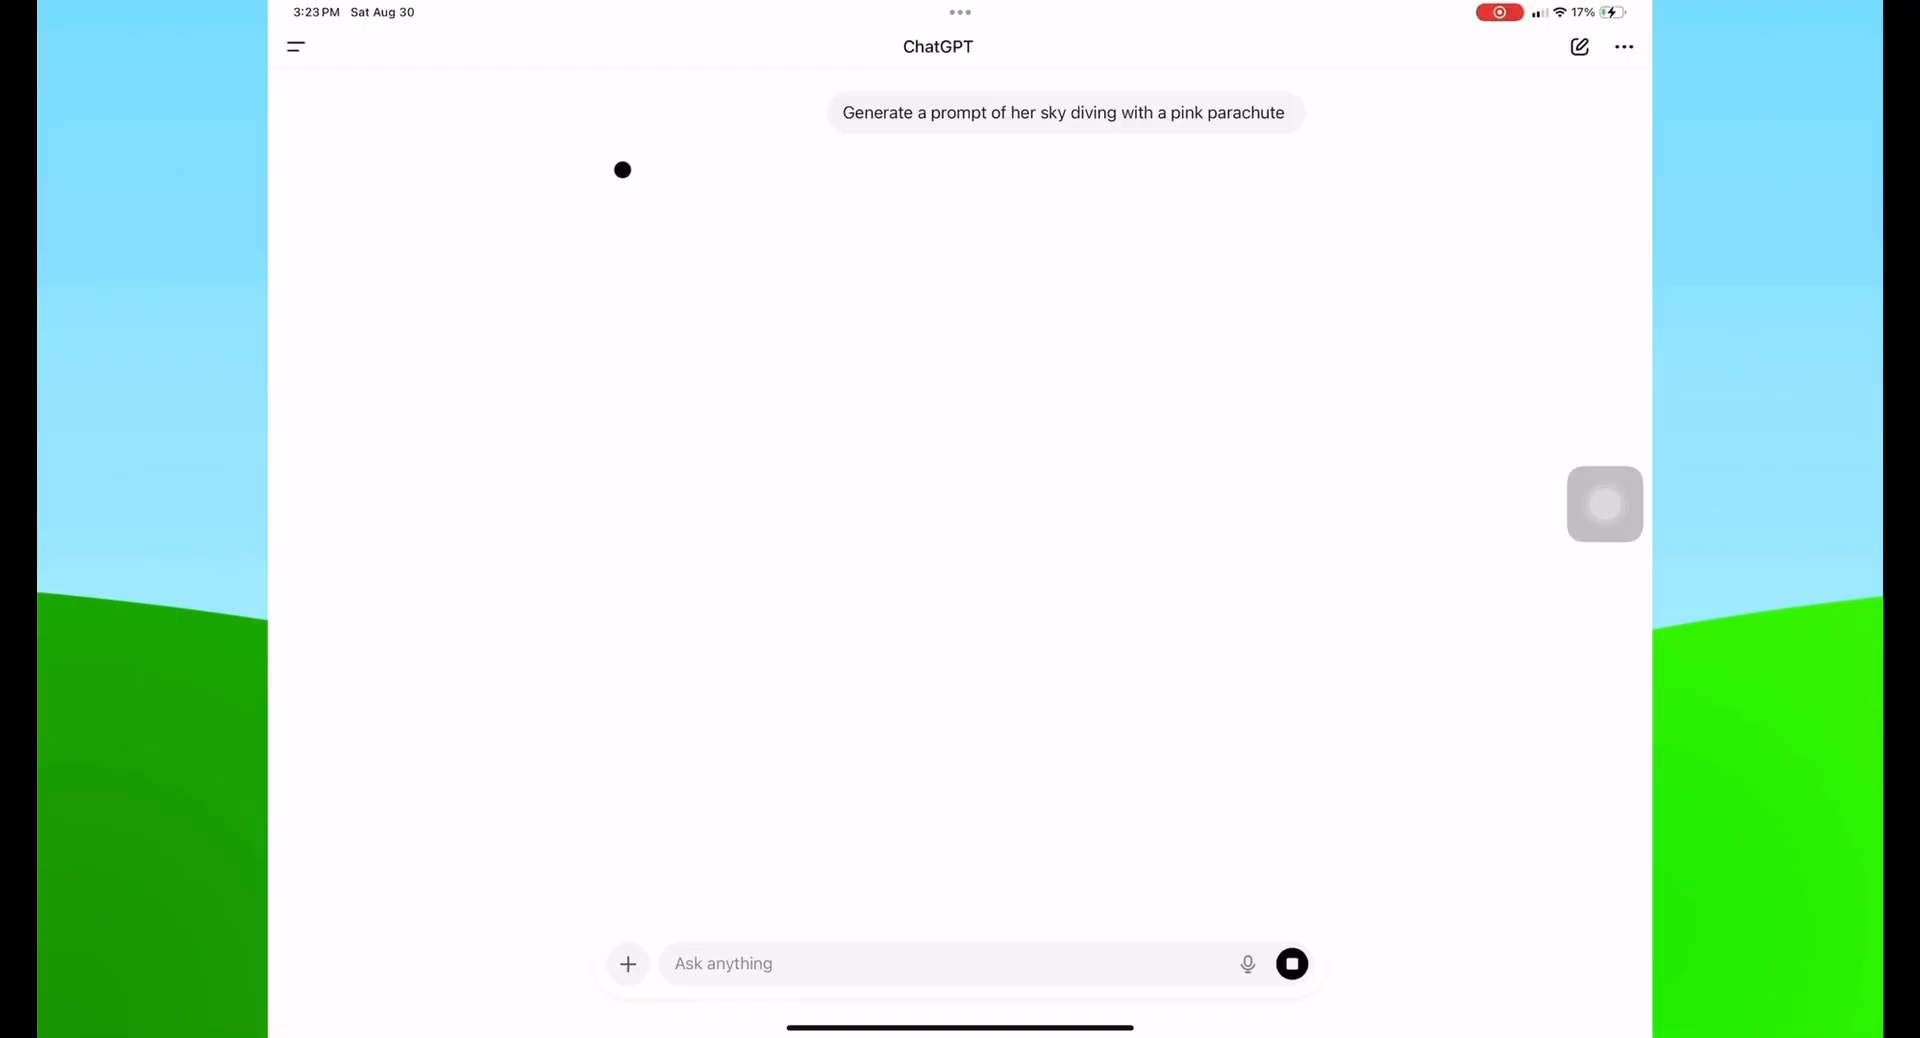 3:23 PM Sat Aug 30
17%
ChatGPT
Generate a prompt of her sky diving with a pink parachute
Ask anything